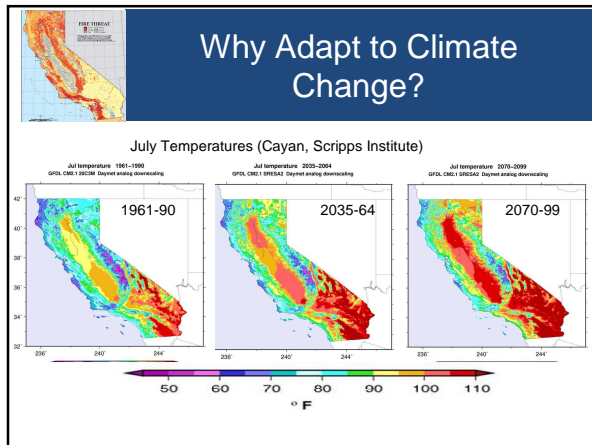 FIRE THREAT
Why Adapt to Climate
Change?
July Temperatures (Cayan, Scripps Institute)
Jul temperature 1961-1990
GFDL CM2.1 20C3M Daymet analog downscaling
Jul temperature 2035-2064
GFDL CM2.1 SRESA2 Daymet analog downscaling
Jul temperature 2070-2099
GFDL CM2.1 SRESA2 Daymet analog downscaling
1961-90
2035-64
2070-99
42˚
40˚
38˚
36˚
34˚
32˚
236˚ 240˚ 244˚
236˚ 240˚ 244˚
236˚ 240˚ 244˚
50 60 70 80 90 100 110
° F